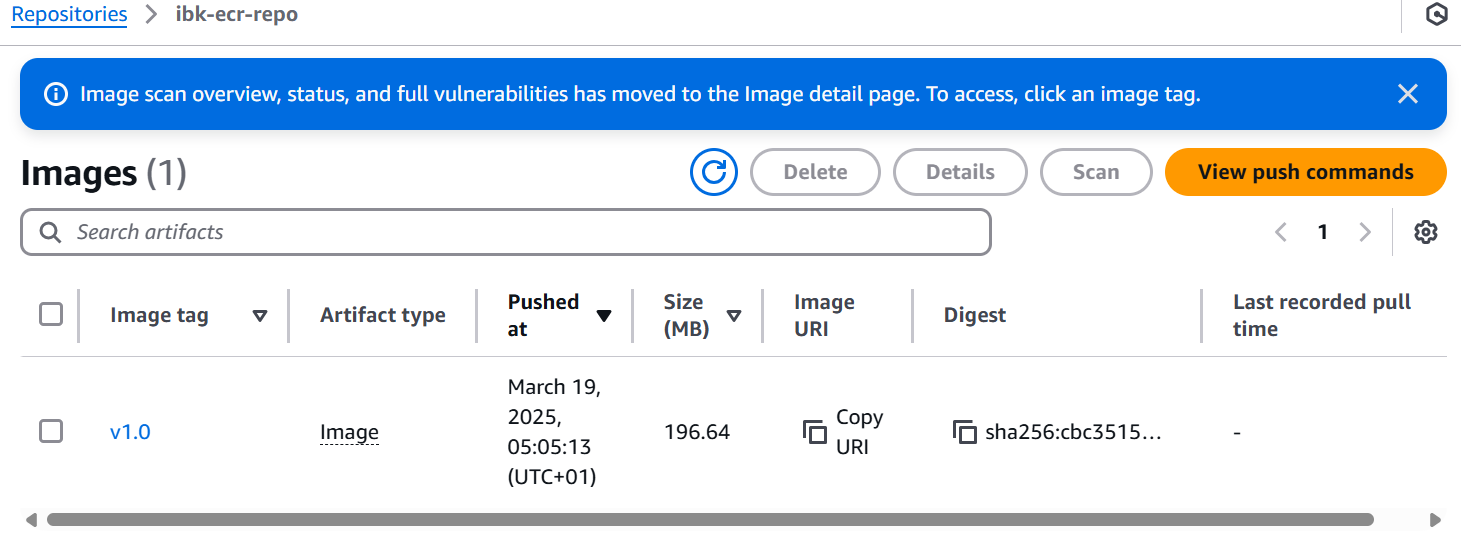 Repositories > ibk-ecr-repo
Image scan overview, status, and full vulnerabilities has moved to the Image detail page. To access, click an image tag.
Images (1)
Delete
Details
Scan
View push commands
Search artifacts
1
Image tag
Artifact type
Pushed
at
Size
(MB)
Image
URI
Digest
Last recorded pull
time
v1.0
Image
March 19,
2025,
05:05:13
(UTC+01)
196.64
Copy
URI
sha256:cbc3515...
-